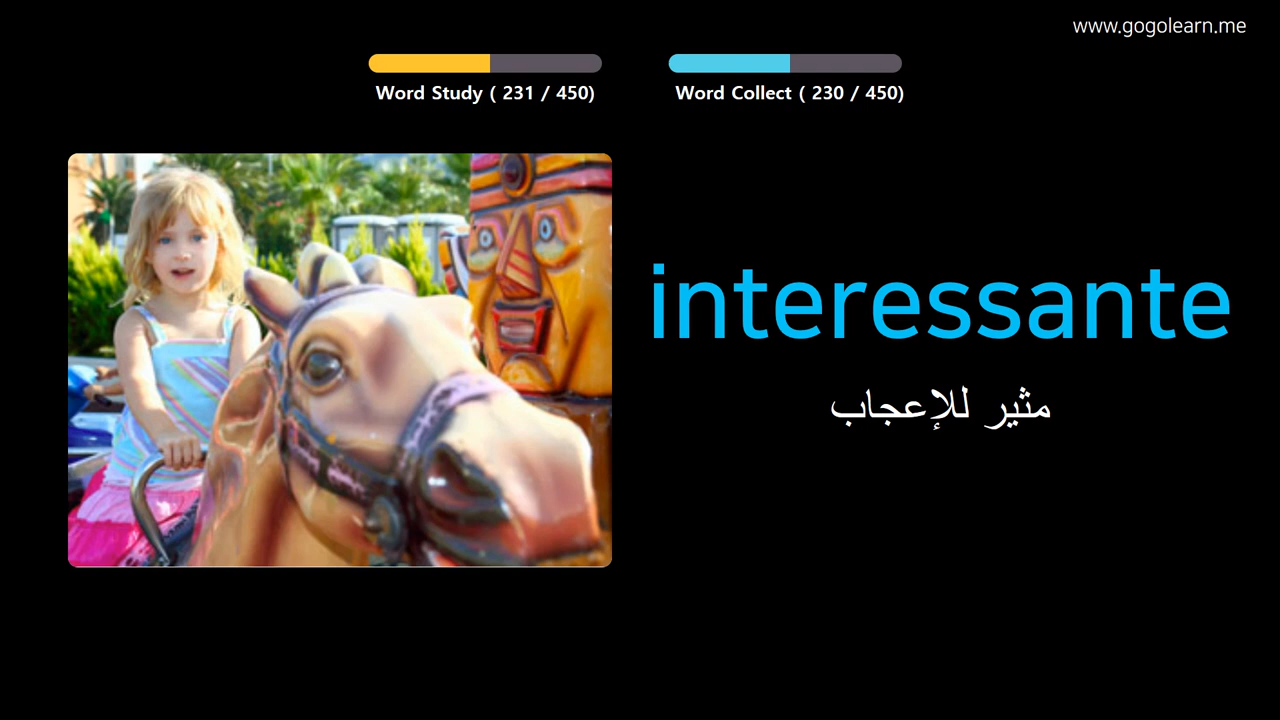 www.gogolearn.me
Word Study ( 231 / 450)
Word Collect ( 230 / 450)
interessante
مثير للإعجاب